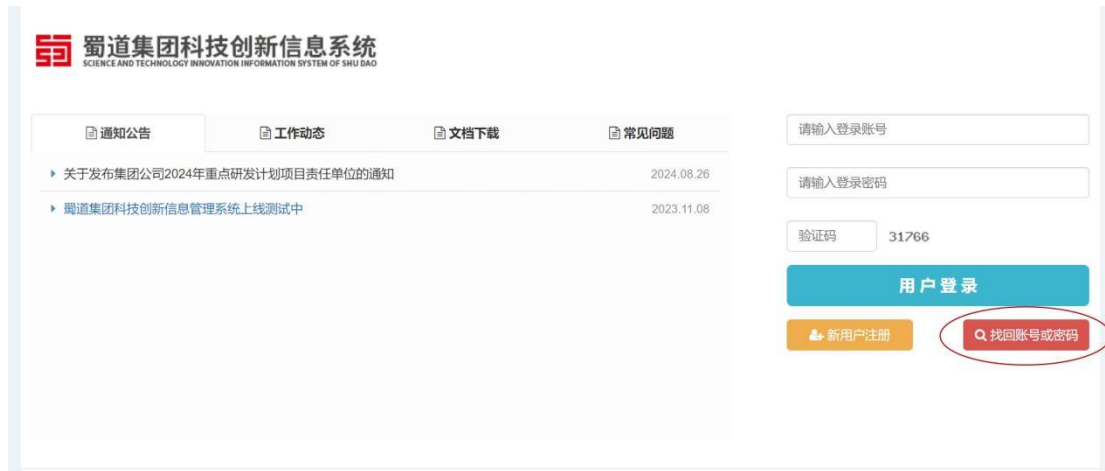 蜀道集团科技创新信息系统
SCIENCE AND TECHNOLOGY INNOVATION INFORMATION SYSTEM OF SHU DAO
通知公告 工作动态 文档下载 常见问题
关于发布集团公司2024年重点研发计划项目责任单位的通知 2024.08.26
蜀道集团科技创新信息管理系统上线测试中 2023.11.08
请输入登录账号
请输入登录密码
验证码 31766
用户登录
新用户注册 找回账号或密码